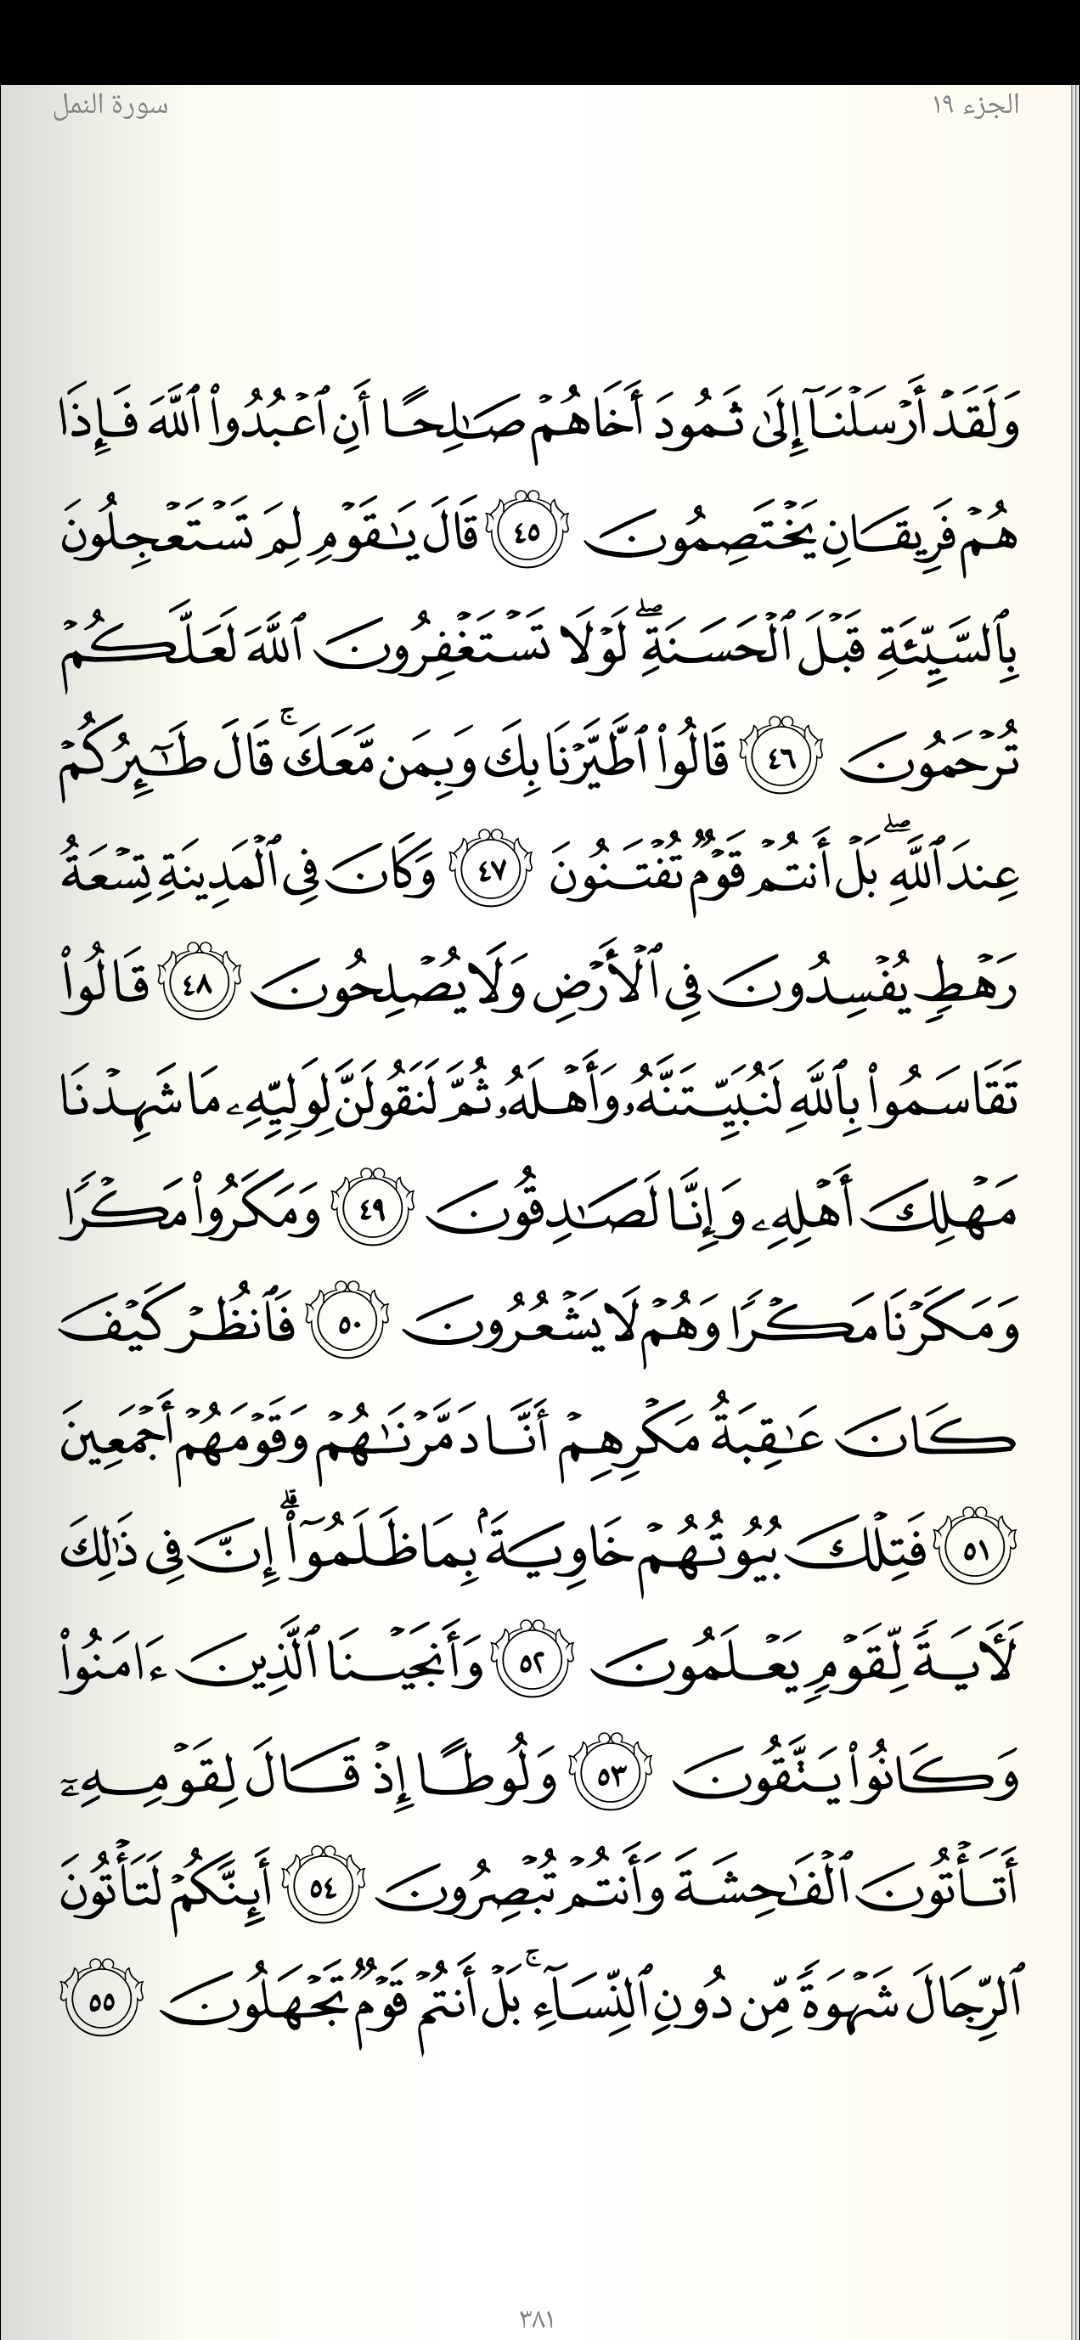 الجزء ١٩
سورة النمل
وَلَقَدۡ أَرۡسَلۡنَآ إِلَىٰ ثَمُودَ أَخَاهُمۡ صَٰلِحًا أَنِ ٱعۡبُدُواْ ٱللَّهَ فَإِذَا
هُمۡ فَرِيقَانِ يَخۡتَصِمُونَ ٤٥ قَالَ يَٰقَوۡمِ لِمَ تَسۡتَعۡجِلُونَ
بِٱلسَّيِّئَةِ قَبۡلَ ٱلۡحَسَنَةِۖ لَوۡلَا تَسۡتَغۡفِرُونَ ٱللَّهَ لَعَلَّكُمۡ
تُرۡحَمُونَ ٤٦ قَالُواْ ٱطَّيَّرۡنَا بِكَ وَبِمَن مَّعَكَۚ قَالَ طَٰٓئِرُكُمۡ
عِندَ ٱللَّهِۖ بَلۡ أَنتُمۡ قَوۡمٞ تُفۡتَنُونَ ٤٧ وَكَانَ فِي ٱلۡمَدِينَةِ تِسۡعَةُ
رَهۡطٖ يُفۡسِدُونَ فِي ٱلۡأَرۡضِ وَلَا يُصۡلِحُونَ ٤٨ قَالُواْ
تَقَاسَمُواْ بِٱللَّهِ لَنُبَيِّتَنَّهُۥ وَأَهۡلَهُۥ ثُمَّ لَنَقُولَنَّ لِوَلِيِّهِۦ مَا شَهِدۡنَا
مَهۡلِكَ أَهۡلِهِۦ وَإِنَّا لَصَٰدِقُونَ ٤٩ وَمَكَرُواْ مَكۡرٗا
وَمَكَرۡنَا مَكۡرٗا وَهُمۡ لَا يَشۡعُرُونَ ٥٠ فَٱنظُرۡ كَيۡفَ
كَانَ عَٰقِبَةُ مَكۡرِهِمۡ أَنَّا دَمَّرۡنَٰهُمۡ وَقَوۡمَهُمۡ أَجۡمَعِينَ
٥١ فَتِلۡكَ بُيُوتُهُمۡ خَاوِيَةَۢ بِمَا ظَلَمُوٓاْۗ إِنَّ فِي ذَٰلِكَ
لَأٓيَةٗ لِّقَوۡمٖ يَعۡلَمُونَ ٥٢ وَأَنجَيۡنَا ٱلَّذِينَ ءَامَنُواْ
وَكَانُواْ يَتَّقُونَ ٥٣ وَلُوطًا إِذۡ قَالَ لِقَوۡمِهِۦٓ
أَتَأۡتُونَ ٱلۡفَٰحِشَةَ وَأَنتُمۡ تُبۡصِرُونَ ٥٤ أَئِنَّكُمۡ لَتَأۡتُونَ
ٱلرِّجَالَ شَهۡوَةٗ مِّن دُونِ ٱلنِّسَآءِۚ بَلۡ أَنتُمۡ قَوۡمٞ تَجۡهَلُونَ ٥٥
٣٨١